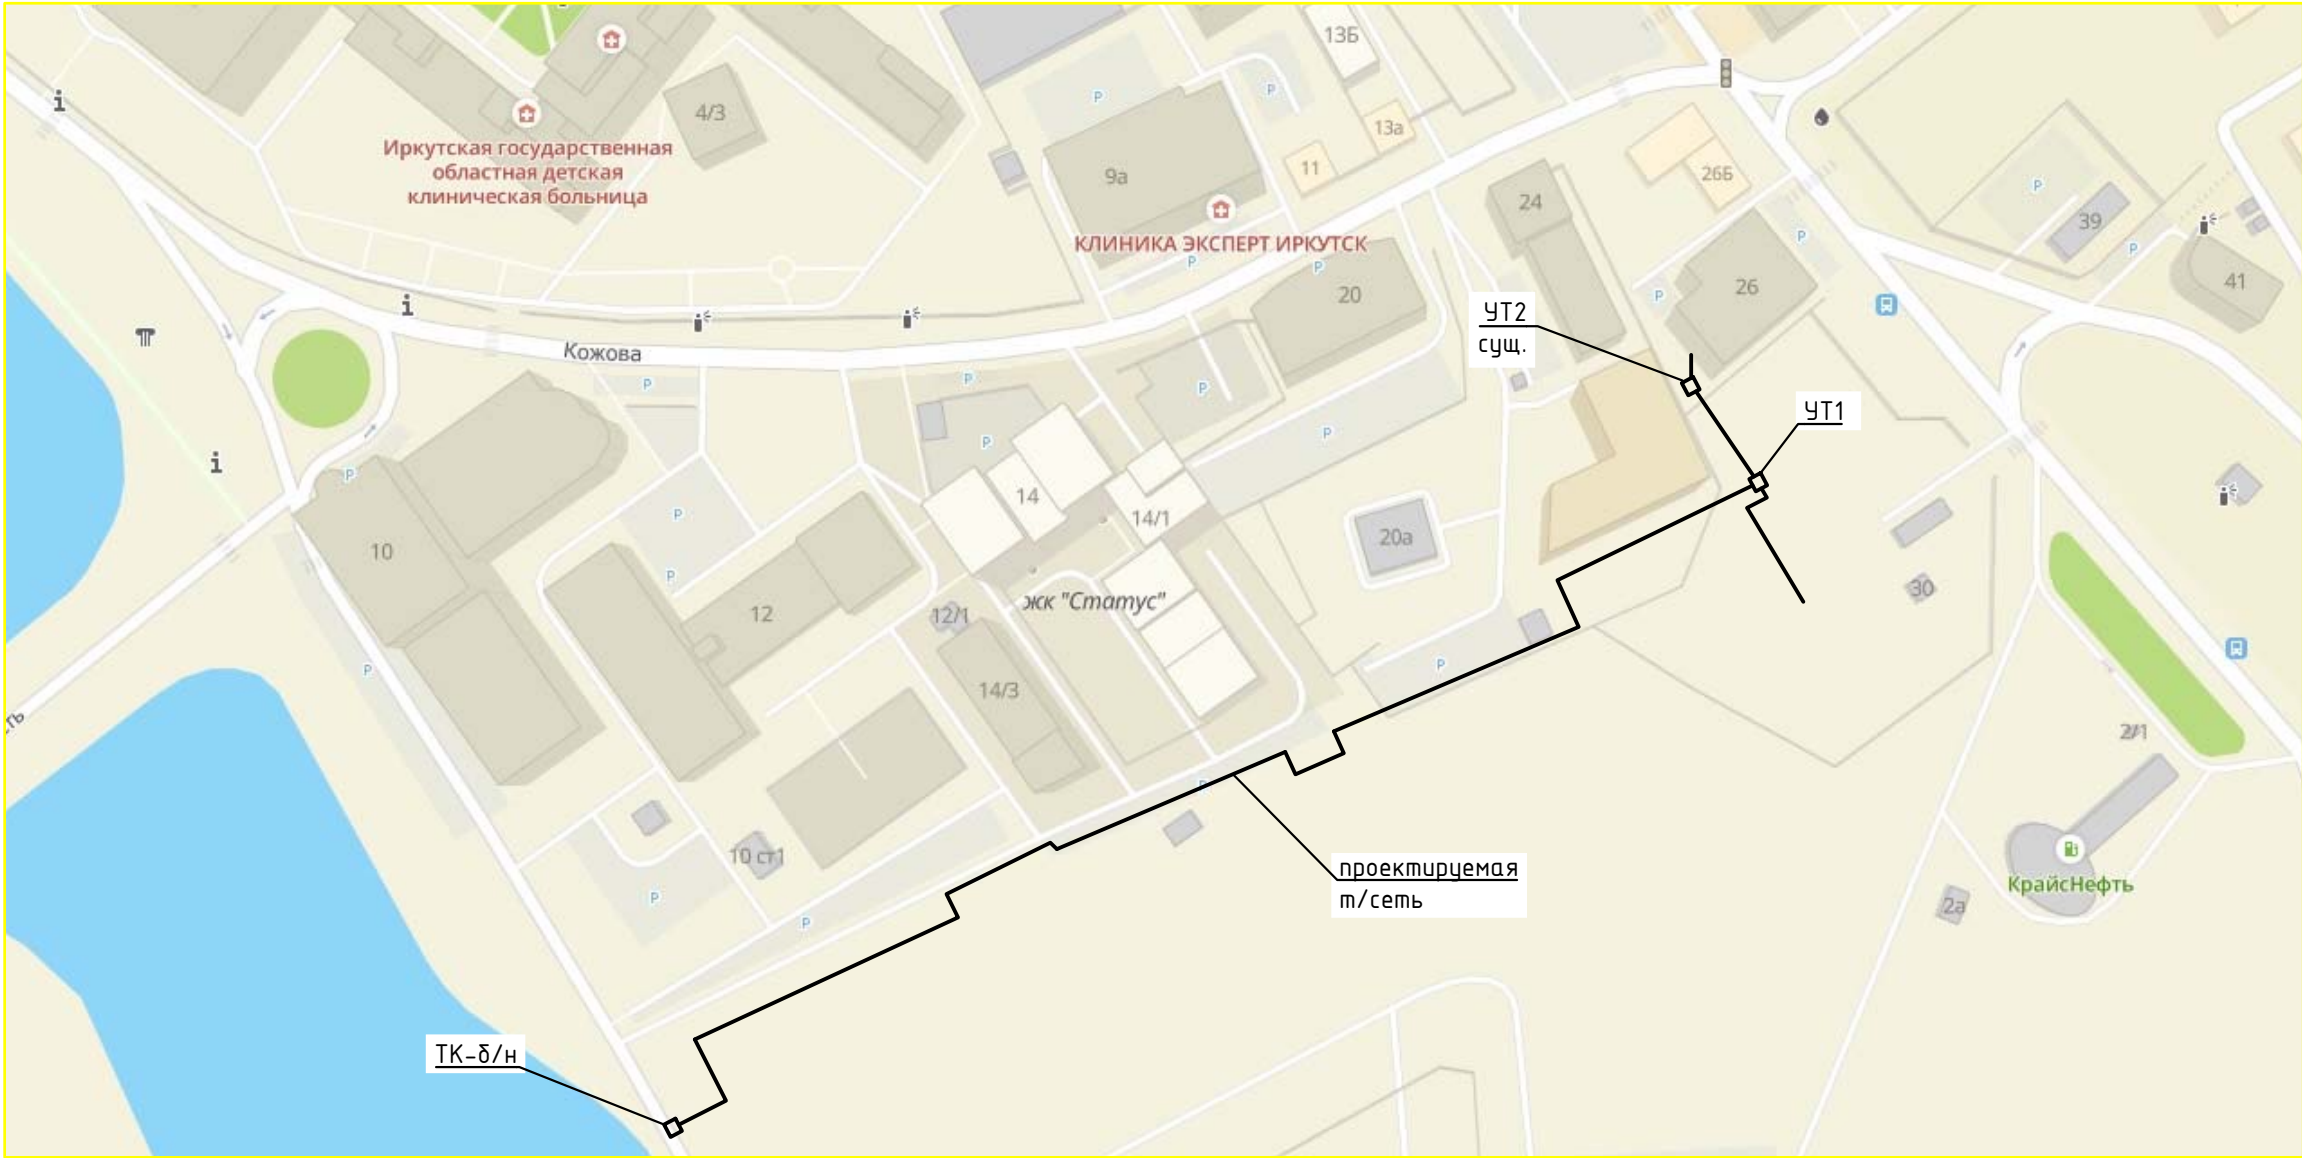 13Б
4/3
13а
Иркутская государственная
областная детская
клиническая больница
9а
11
26Б
24
39
КЛИНИКА ЭКСПЕРТ ИРКУТСК
41
26
20
УТ2
сущ.
Кожова
УТ1
14
14/1
20а
10
30
12
12/1
жк "Статус"
14/3
2/1
10 ст1
проектируемая
т/сеть
КрайсНефть
2а
ТК-б/н